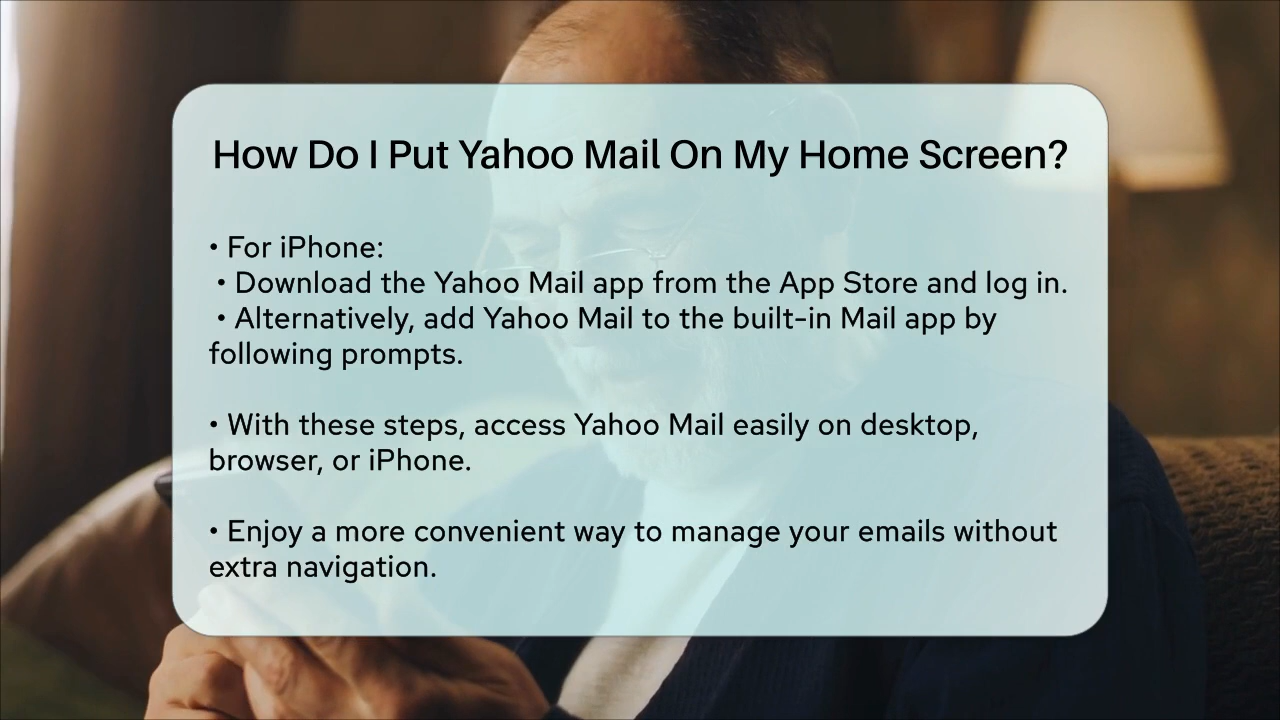 How Do I Put Yahoo Mail On My Home Screen?
• For iPhone:
• Download the Yahoo Mail app from the App Store and log in.
• Alternatively, add Yahoo Mail to the built-in Mail app by
following prompts.
• With these steps, access Yahoo Mail easily on desktop,
browser, or iPhone.
• Enjoy a more convenient way to manage your emails without
extra navigation.